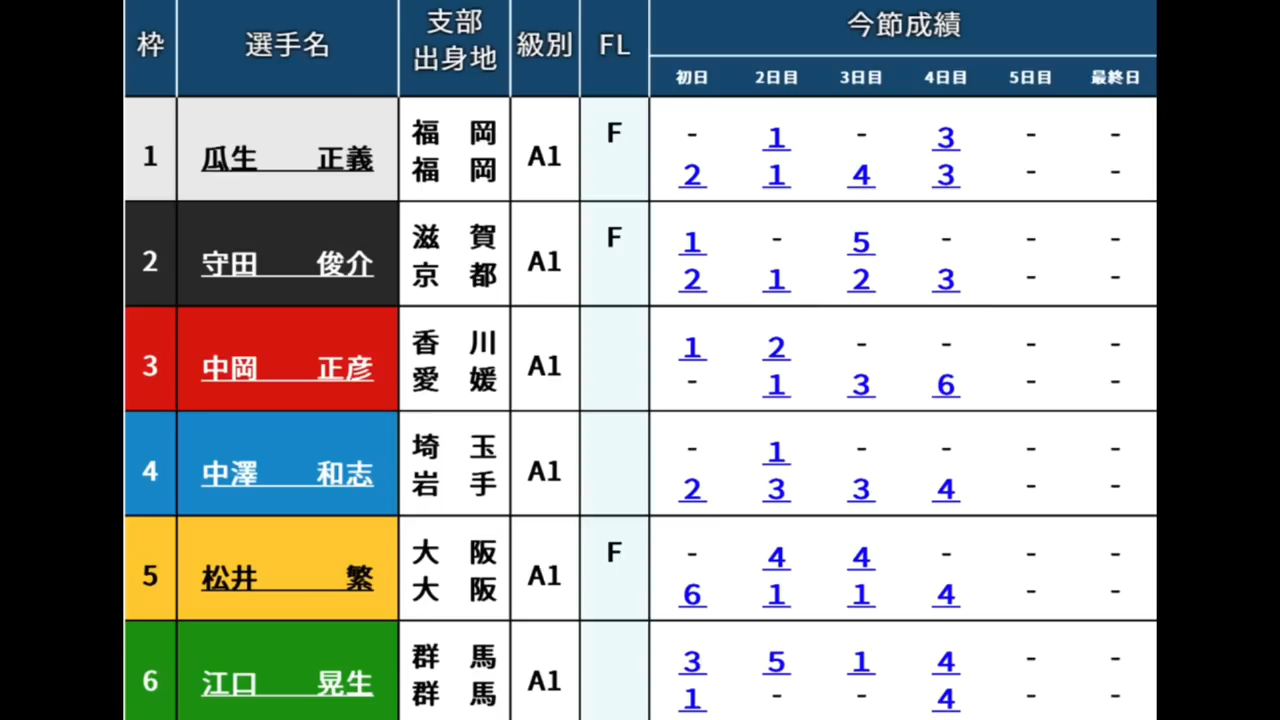 枠 選手名 支部 出身地 級別 FL 今節成績
初日 2日目 3日目 4日目 5日目 最終日
1 瓜生 正義 福岡 福岡 A1 F
- 1 - 3 - -
2 1 4 3 - -
2 守田 俊介 滋賀 京都 A1 F
1 - 5 - - -
2 1 2 3 - -
3 中岡 正彦 香川 愛媛 A1
1 2 - - - -
- 1 3 6 - -
4 中澤 和志 埼玉 岩手 A1
- 1 - - - -
2 3 3 4 - -
5 松井 繁 大阪 大阪 A1 F
- 4 4 - - -
6 1 1 4 - -
6 江口 晃生 群馬 群馬 A1
3 5 1 4 - -
1 - - 4 - -